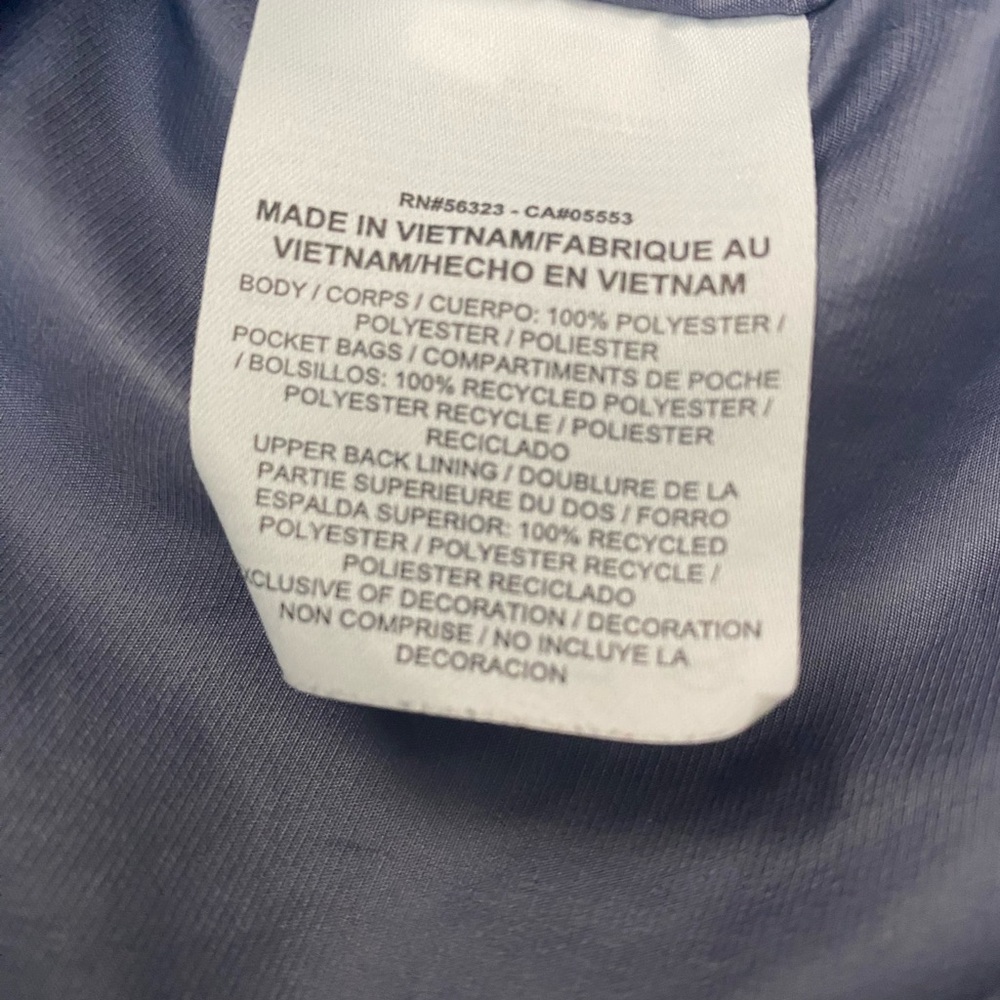 RN#56323 - CA#05553
MADE IN VIETNAM/FABRIQUE AU
VIETNAM/HECHO EN VIETNAM
BODY / CORPS / CUERPO: 100% POLYESTER /
POLYESTER / POLIESTER
POCKET BAGS / COMPARTIMENTS DE POCHE
/ BOLSILLOS: 100% RECYCLED POLYESTER /
POLYESTER RECYCLE / POLIESTER
RECICLADO
UPPER BACK LINING / DOUBLURE DE LA
PARTIE SUPERIEURE DU DOS / FORRO
ESPALDA SUPERIOR: 100% RECYCLED
POLYESTER / POLYESTER RECYCLE /
POLIESTER RECICLADO
XCLUSIVE OF DECORATION / DECORATION
NON COMPRISE / NO INCLUYE LA
DECORACION